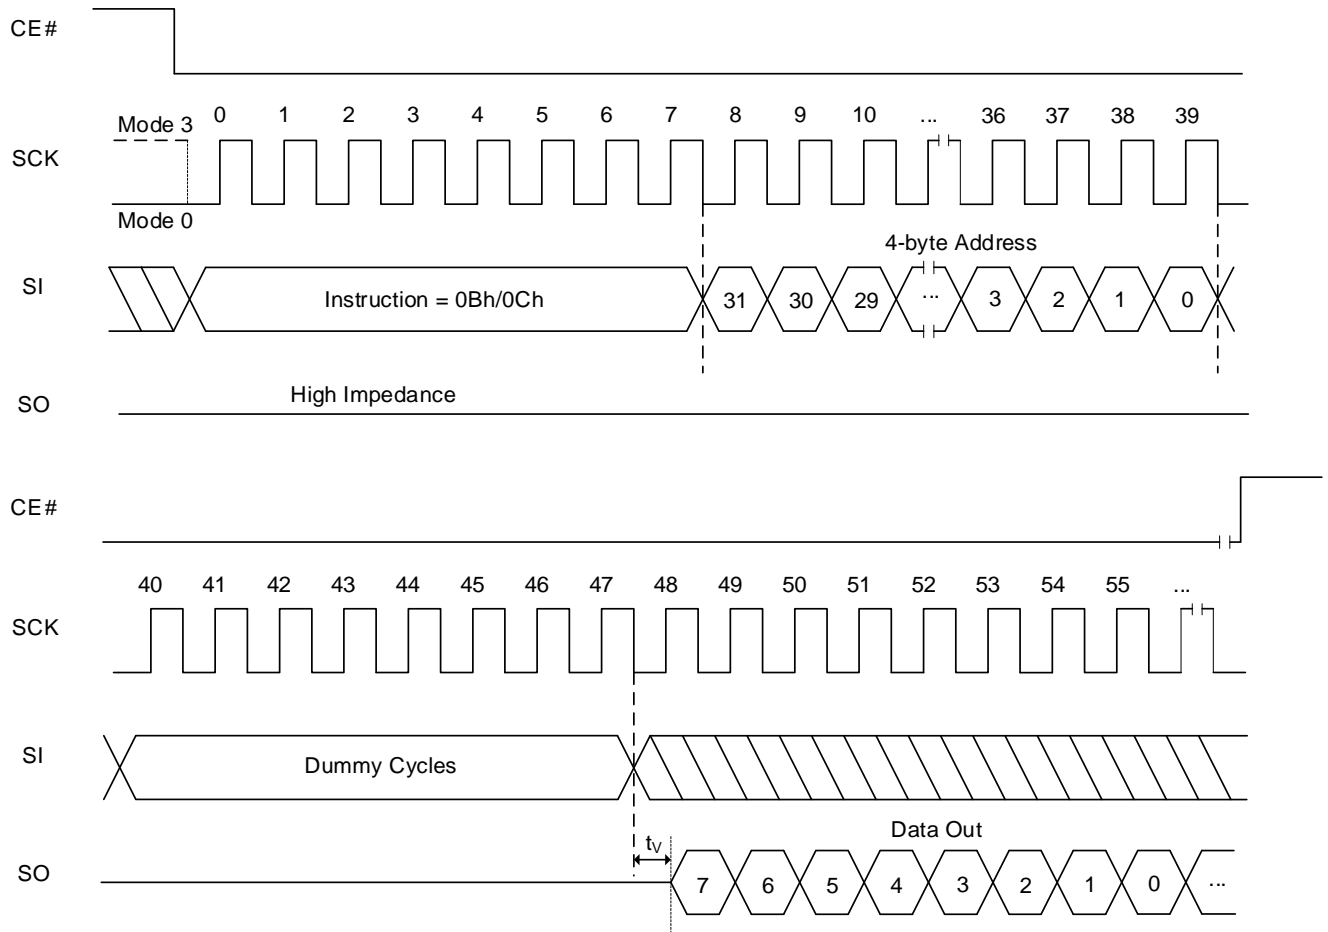 CE#
0 1 2 3 4 5 6 7 8 9 10 ... 36 37 38 39
Mode 3
SCK
Mode 0
4-byte Address
SI
Instruction = 0Bh/0Ch 31 30 29 ... 3 2 1 0
High Impedance
SO
CE#
40 41 42 43 44 45 46 47 48 49 50 51 52 53 54 55 ...
SCK
SI
Dummy Cycles
Data Out
tV
SO
7 6 5 4 3 2 1 0 ...